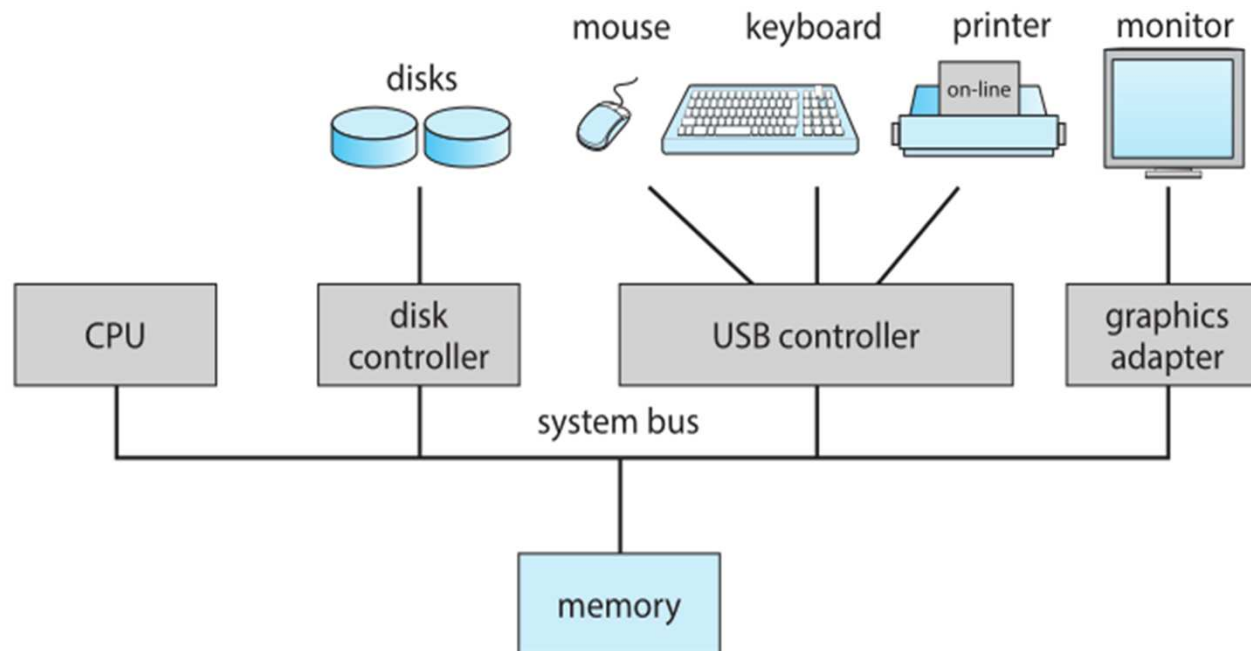 mouse
keyboard
printer
monitor
disks
on-line
CPU
disk
controller
USB controller
graphics
adapter
system bus
memory